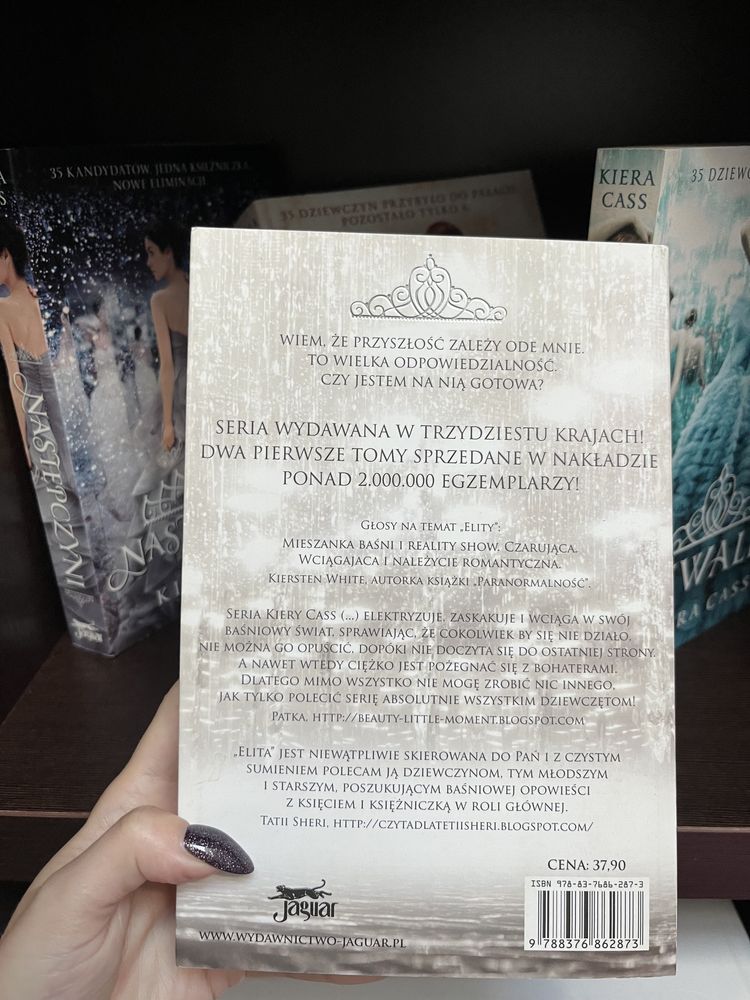 35 KANDYDATÓW, JEDNA KSIĘŻNICZKA,
NOWE ELIMINACJE
35 DZIEWCZYN PRZYBYŁO DO PAŁACU.
POZOSTAŁO TYLKO 6
KIERA
CASS
35 DZIEWC
NASTĘPCZYNI
Jaguar
RA CASS
WIEM, ŻE PRZYSZŁOŚĆ ZALEŻY ODE MNIE.
TO WIELKA ODPOWIEDZIALNOŚĆ.
CZY JESTEM NA NIĄ GOTOWA?
SERIA WYDAWANA W TRZYDZIESTU KRAJACH!
DWA PIERWSZE TOMY SPRZEDANE W NAKŁADZIE
PONAD 2.000.000 EGZEMPLARZY!
GŁOSY NA TEMAT „ELITY”:
MIESZANKA BAŚNI I REALITY SHOW. CZARUJĄCA.
WCIĄGAJACA I NALEŻYCIE ROMANTYCZNA.
KIERSTEN WHITE, AUTORKA KSIĄŻKI „PARANORMALNOŚĆ”.
SERIA KIERY CASS (...) ELEKTRYZUJE, ZASKAKUJE I WCIĄGA W SWÓJ
BAŚNIOWY ŚWIAT, SPRAWIAJĄC, ŻE COKOLWIEK BY SIĘ NIE DZIAŁO,
NIE MOŻNA GO OPUŚCIĆ, DOPÓKI NIE DOCZYTA SIĘ DO OSTATNIEJ STRONY.
A NAWET WTEDY CIĘŻKO JEST POŻEGNAĆ SIĘ Z BOHATERAMI.
DLATEGO MIMO WSZYSTKO NIE MOGĘ ZROBIĆ NIC INNEGO,
JAK TYLKO POLECIĆ SERIĘ ABSOLUTNIE WSZYSTKIM DZIEWCZĘTOM!
PATKA, HTTP://BEAUTY-LITTLE-MOMENT.BLOGSPOT.COM
„ELITA” JEST NIEWĄTPLIWIE SKIEROWANA DO PAŃ I Z CZYSTYM
SUMIENIEM POLECAM JĄ DZIEWCZYNOM, TYM MŁODSZYM
I STARSZYM, POSZUKUJĄCYM BAŚNIOWEJ OPOWIEŚCI
Z KSIĘCIEM I KSIĘŻNICZKĄ W ROLI GŁÓWNEJ.
TATII SHERI, HTTP://CZYTADLATETIISHERI.BLOGSPOT.COM/
CENA: 37,90
ISBN 978-83-7686-287-3
9 788376 862873
Jaguar
WWW.WYDAWNICTWO-JAGUAR.PL